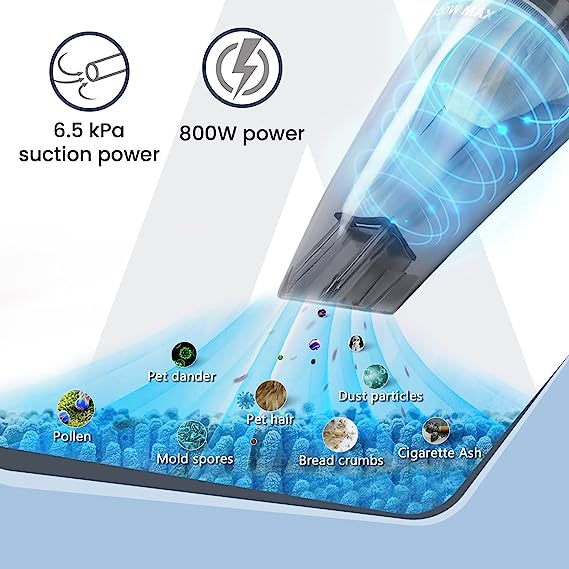 6.5 kPa
suction power
800W power
Pet dander
Pet hair
Dust particles
Pollen
Mold spores
Bread crumbs
Cigarette Ash